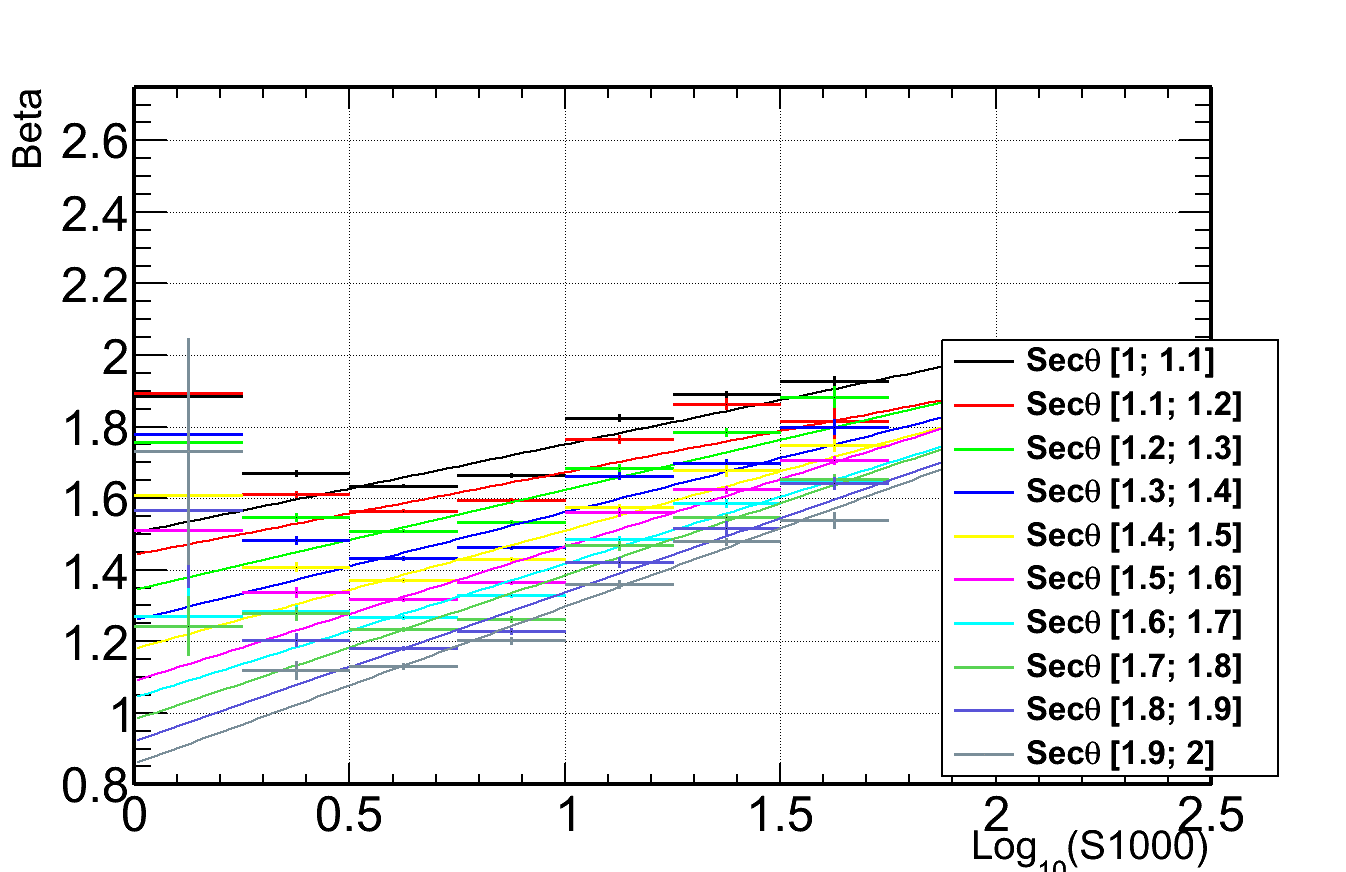 Beta
2.6
2.4
2.2
2
1.8
1.6
1.4
1.2
1
0.8
0 0.5 1 1.5 2 2.5
Log10(S1000)
Secθ [1; 1.1]
Secθ [1.1; 1.2]
Secθ [1.2; 1.3]
Secθ [1.3; 1.4]
Secθ [1.4; 1.5]
Secθ [1.5; 1.6]
Secθ [1.6; 1.7]
Secθ [1.7; 1.8]
Secθ [1.8; 1.9]
Secθ [1.9; 2]